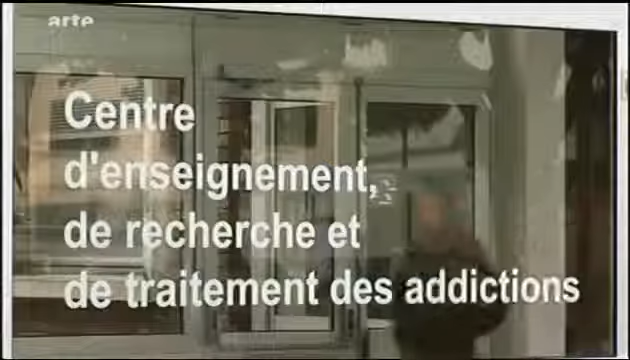 arte
Centre
d'enseignement,
de recherche et
de traitement des addictions